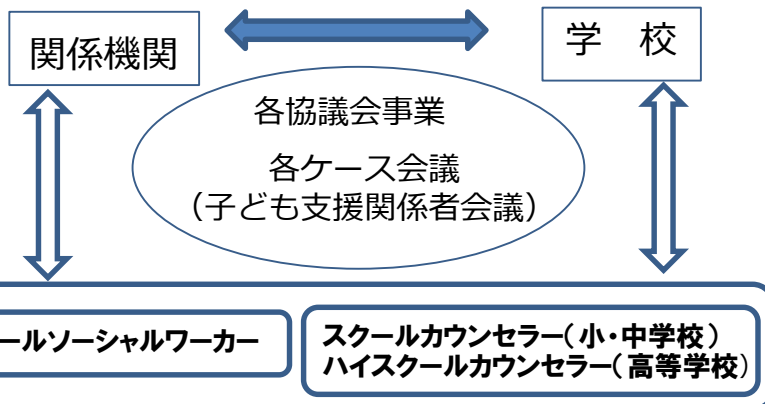 関係機関
学　校
各協議会事業
各ケース会議
（子ども支援関係者会議）
ールソーシャルワーカー
スクールカウンセラー（小・中学校）
ハイスクールカウンセラー（高等学校）